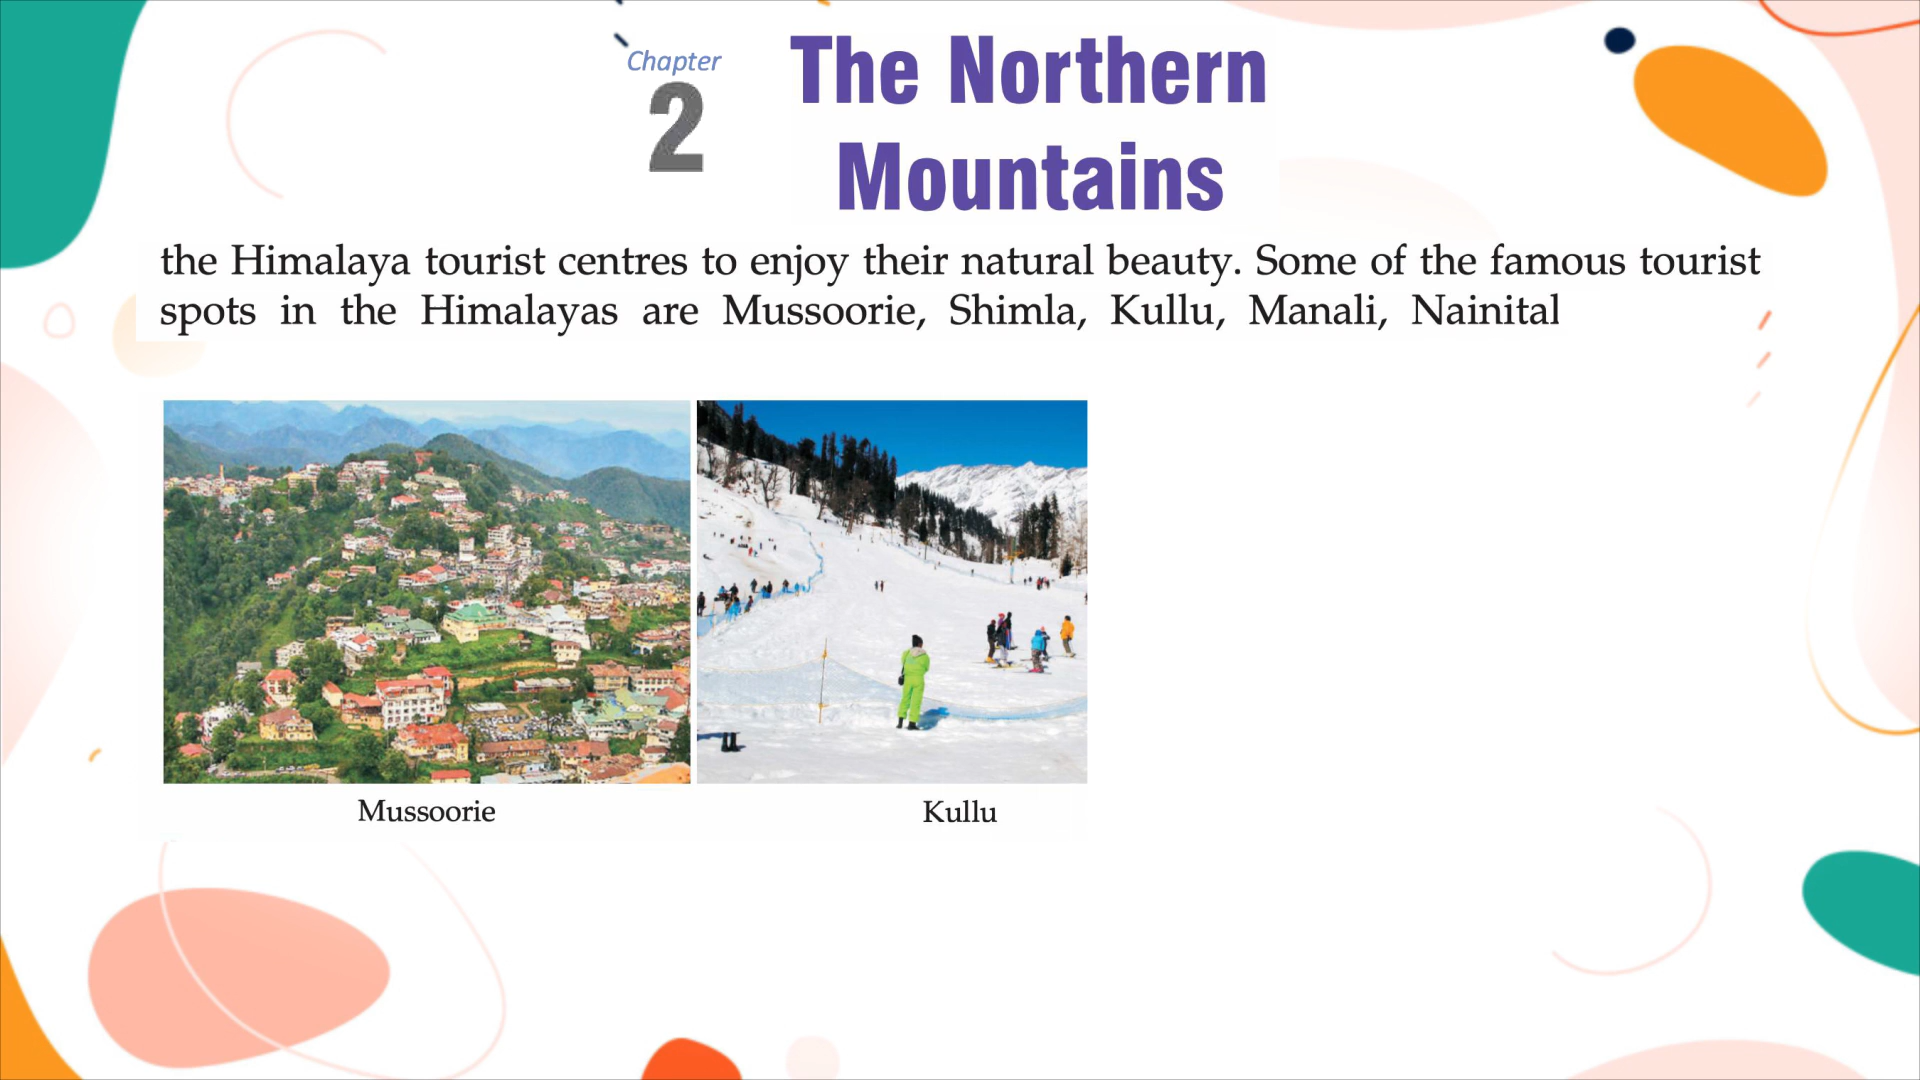 Chapter
2
The Northern
Mountains
the Himalaya tourist centres to enjoy their natural beauty. Some of the famous tourist
spots in the Himalayas are Mussoorie, Shimla, Kullu, Manali, Nainital
Mussoorie
Kullu